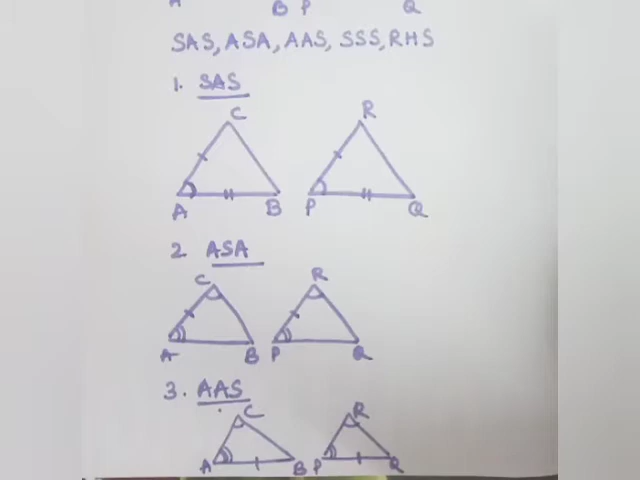 A B P Q
SAS, ASA, AAS, SSS, RHS
1. SAS
C R
A B P Q
2. ASA
C R
A B P Q
3. AAS
C R
A B P Q